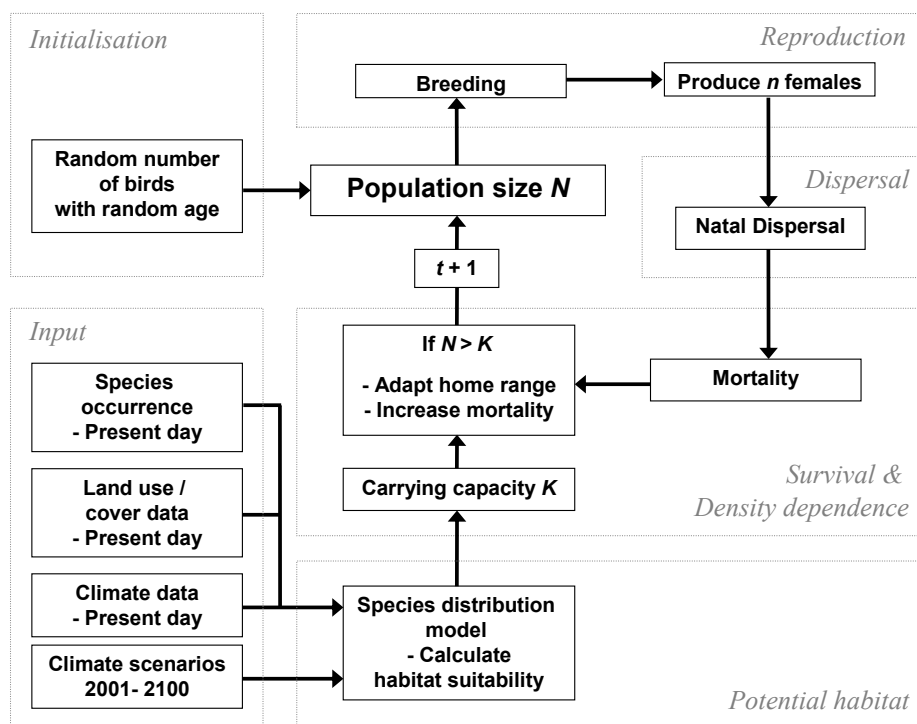 Initialisation
Random number
of birds
with random age
Reproduction
Breeding
Produce n females
Population size N
Dispersal
Natal Dispersal
t + 1
Input
Species
occurrence
- Present day
Land use /
cover data
- Present day
Climate data
- Present day
Climate scenarios
2001- 2100
If N > K
- Adapt home range
- Increase mortality
Mortality
Carrying capacity K
Survival &
Density dependence
Species distribution
model
- Calculate
habitat suitability
Potential habitat